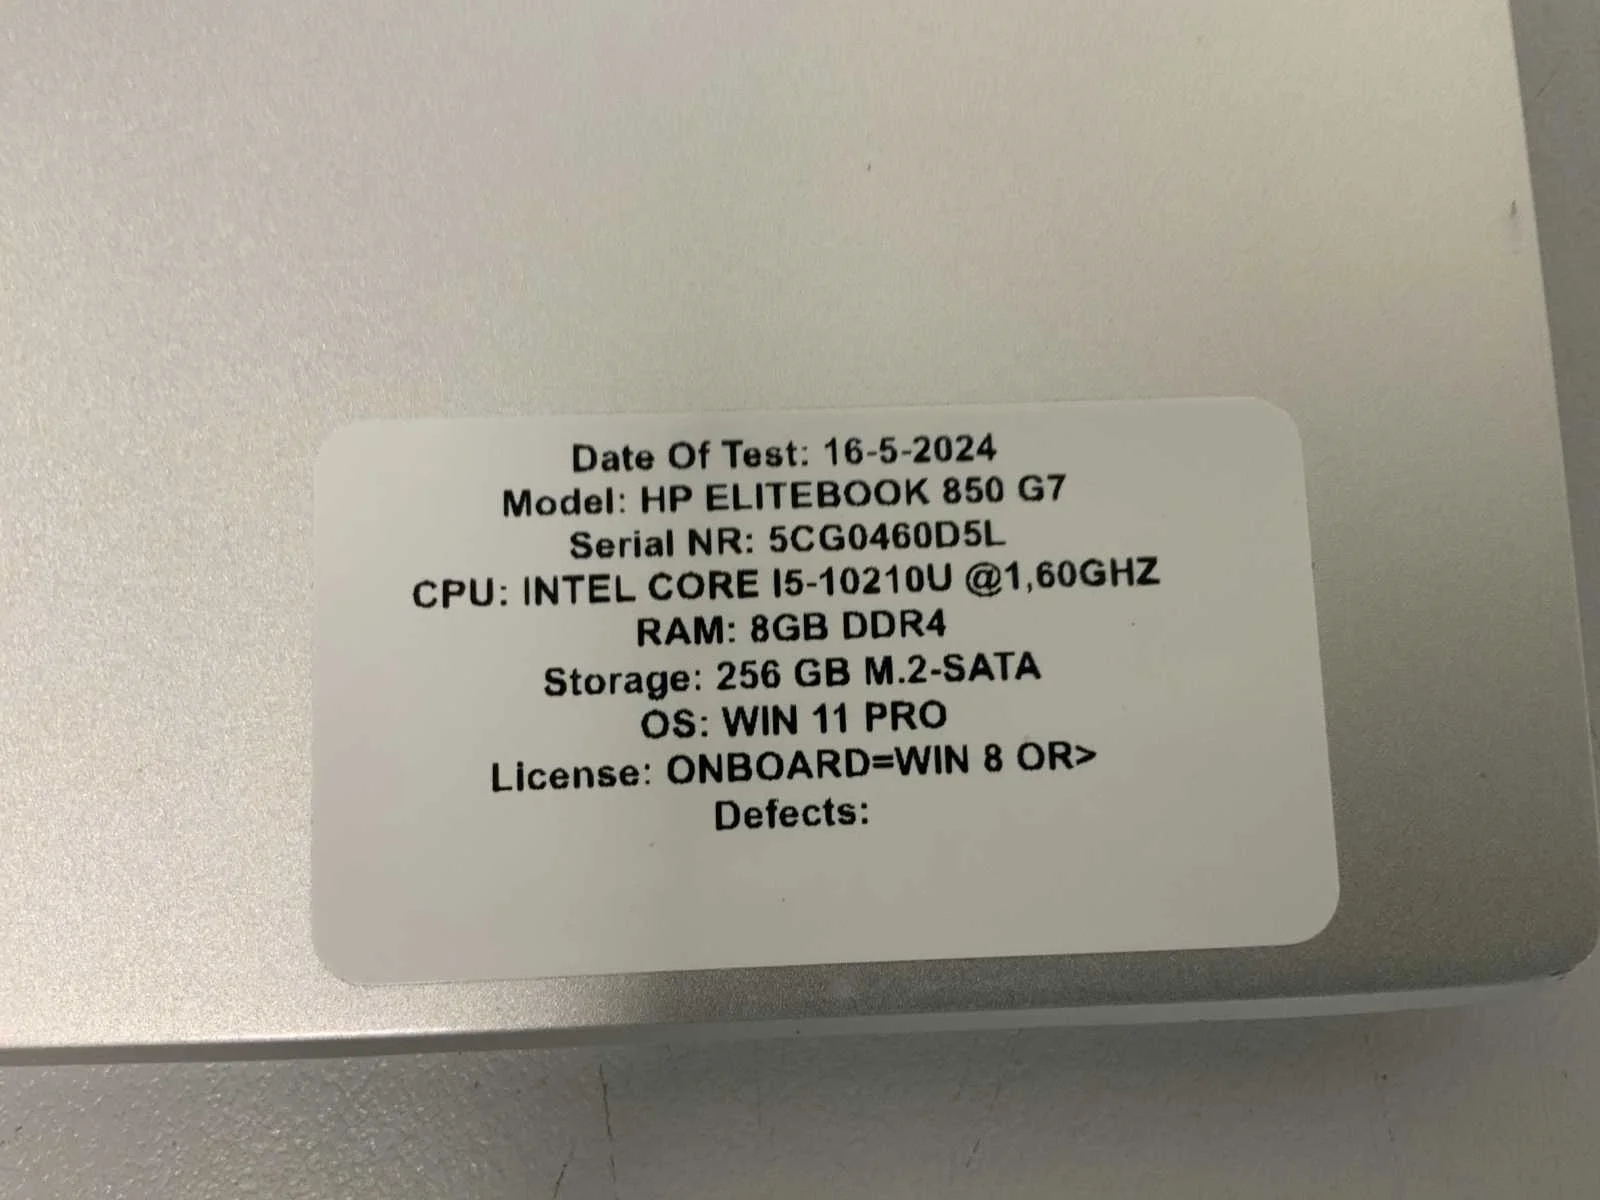 Date Of Test: 16-5-2024
Model: HP ELITEBOOK 850 G7
Serial NR: 5CG0460D5L
CPU: INTEL CORE I5-10210U @1,60GHZ
RAM: 8GB DDR4
Storage: 256 GB M.2-SATA
OS: WIN 11 PRO
License: ONBOARD=WIN 8 OR>
Defects: